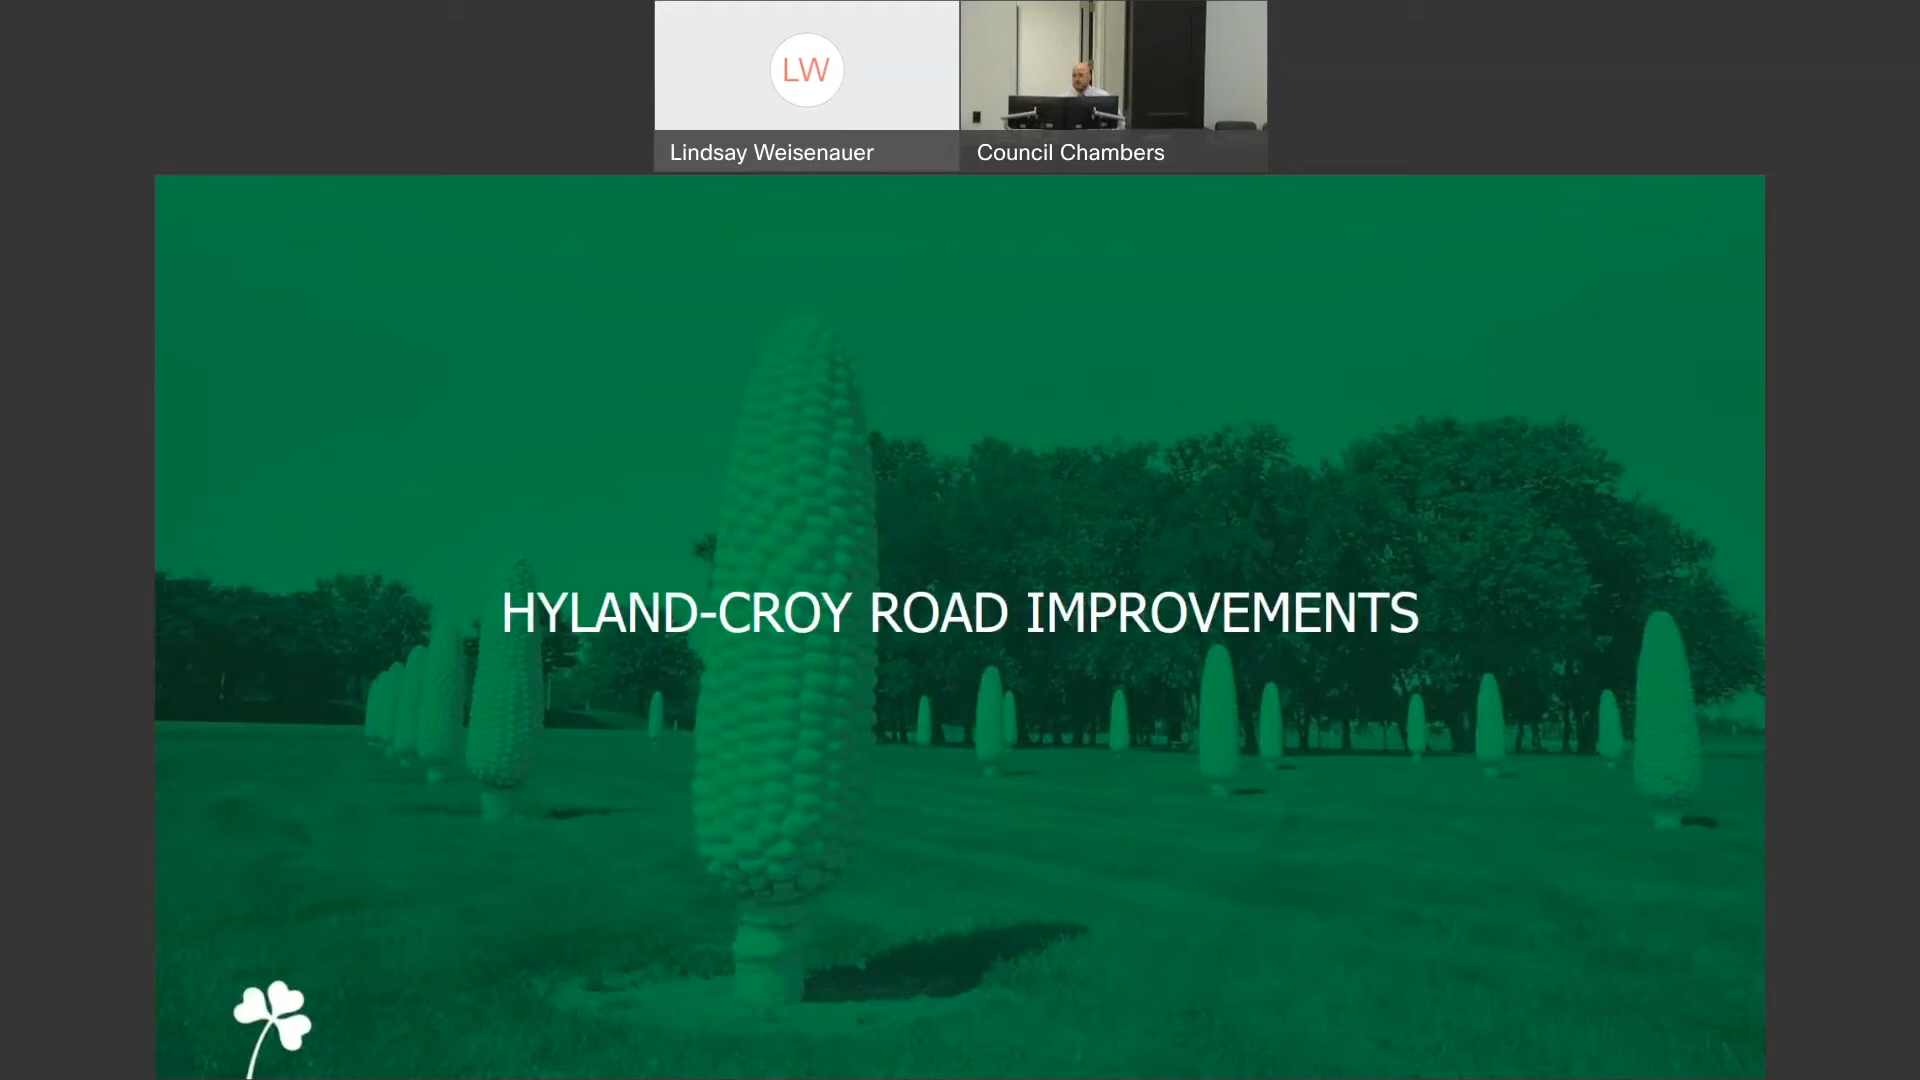 LW
Lindsay Weisenauer
Council Chambers
HYLAND-CROY ROAD IMPROVEMENTS